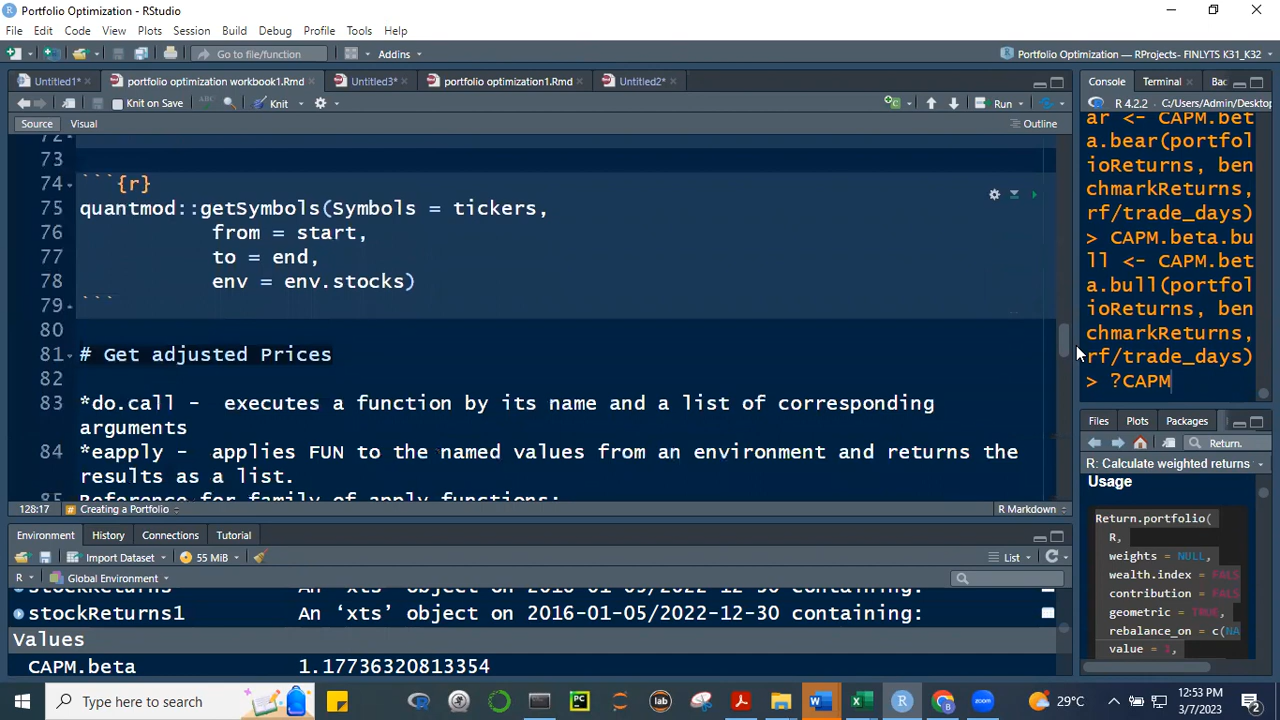 Portfolio Optimization - RStudio
File Edit Code View Plots Session Build Debug Profile Tools Help
Go to file/function Addins Portfolio Optimization — RProjects- FINLYTS K31_K32
Untitled1* portfolio optimization workbook1.Rmd Untitled3* portfolio optimization1.Rmd Untitled2*
Knit on Save Knit Run
Source Visual Outline
72
73
74 ```{r}
75 quantmod::getSymbols(Symbols = tickers,
76 from = start,
77 to = end,
78 env = env.stocks)
79 ```
80
81 # Get adjusted Prices
82
83 *do.call - executes a function by its name and a list of corresponding
arguments
84 *eapply - applies FUN to the named values from an environment and returns the
results as a list.
85 Reference for family of apply functions:
128:17 # Creating a Portfolio R Markdown
Environment History Connections Tutorial
Import Dataset 55 MiB List
R Global Environment
stockReturns An ‘xts’ object on 2016-01-05/2022-12-30 containing:
stockReturns1 An ‘xts’ object on 2016-01-05/2022-12-30 containing:
Values
CAPM.beta 1.17736320813354
Console Terminal Bac
R 4.2.2 · C:/Users/Admin/Desktop
ar <- CAPM.bet
a.bear(portfol
ioReturns, ben
chmarkReturns,
rf/trade_days)
> CAPM.beta.bu
ll <- CAPM.bet
a.bull(portfol
ioReturns, ben
chmarkReturns,
rf/trade_days)
> ?CAPM
Files Plots Packages
Return.
R: Calculate weighted returns
Usage
Return.portfolio(
R,
weights = NULL,
wealth.index = FALS
contribution = FALS
geometric = TRUE,
rebalance_on = c(NA
value = 1,
Type here to search lab 29°C 12:53 PM
3/7/2023 2